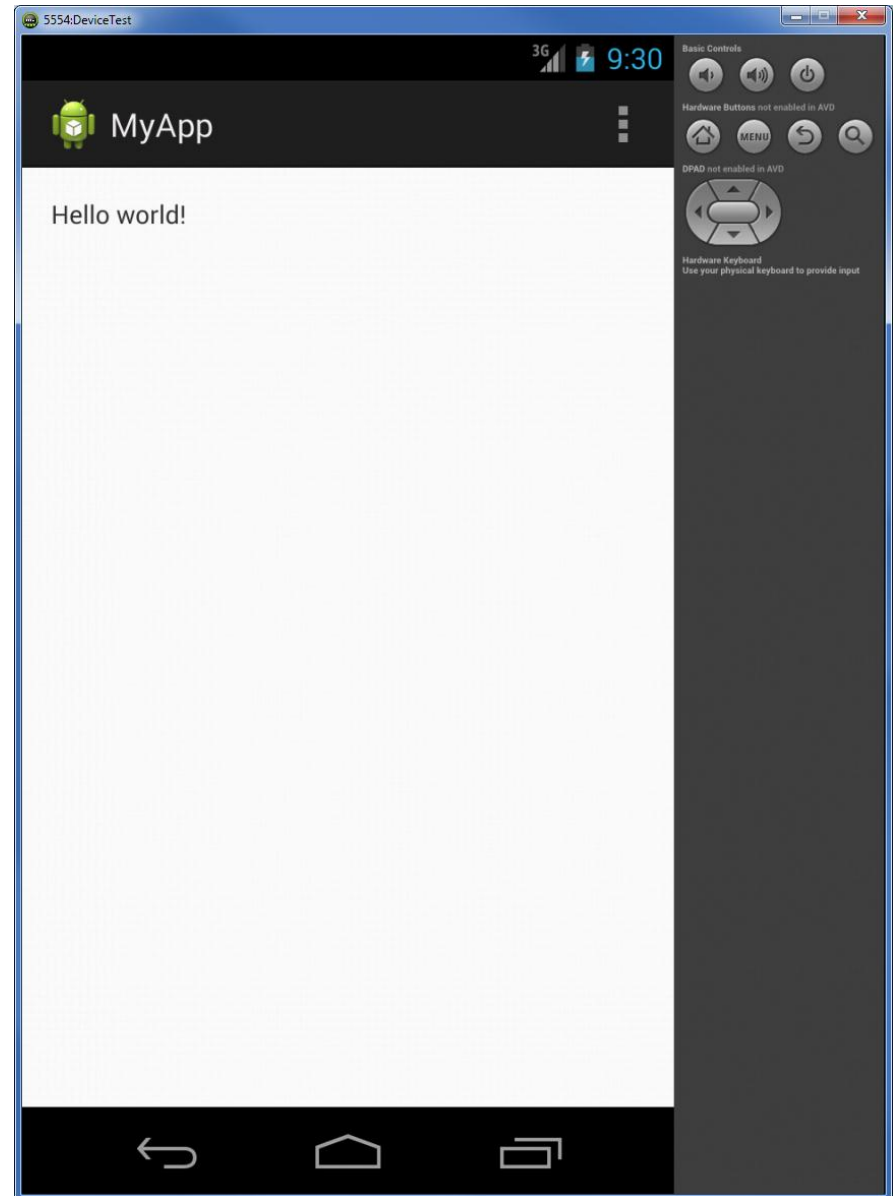 5554:DeviceTest
3G 9:30
MyApp
Hello world!
Basic Controls
Hardware Buttons not enabled in AVD
MENU
DPAD not enabled in AVD
Hardware Keyboard
Use your physical keyboard to provide input